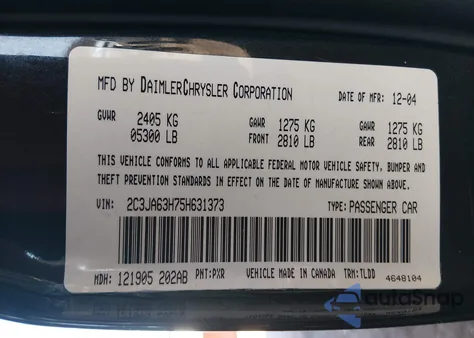 MFD BY DAIMLERCHRYSLER CORPORATION DATE OF MFR: 12-04
GVWR 2405 KG GAWR 1275 KG GAWR 1275 KG
05300 LB FRONT 2810 LB REAR 2810 LB
THIS VEHICLE CONFORMS TO ALL APPLICABLE FEDERAL MOTOR VEHICLE SAFETY, BUMPER AND
THEFT PREVENTION STANDARDS IN EFFECT ON THE DATE OF MANUFACTURE SHOWN ABOVE.
VIN: 2C3JA63H75H631373 TYPE: PASSENGER CAR
MDH: 121905 202AB PNT: PXR VEHICLE MADE IN CANADA TRM: TLDD 4648104
autoSnap